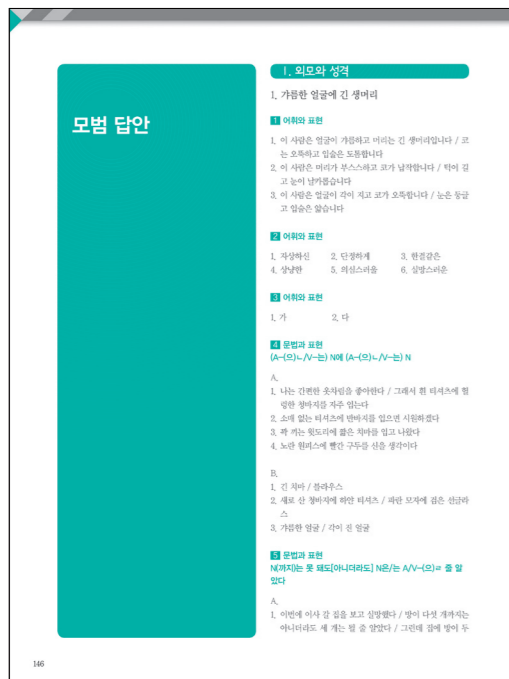 모범 답안
Ⅰ. 외모와 성격
1. 갸름한 얼굴에 긴 생머리
1 어휘와 표현
1. 이 사람은 얼굴이 갸름하고 머리는 긴 생머리입니다 / 코
는 오뚝하고 입술은 도톰합니다
2. 이 사람은 머리가 부스스하고 코가 납작합니다 / 턱이 길
고 눈이 날카롭습니다
3. 이 사람은 얼굴이 각이 지고 코가 오뚝합니다 / 눈은 둥글
고 입술은 얇습니다
2 어휘와 표현
1. 자상하신 2. 단정하게 3. 한결같은
4. 상냥한 5. 의심스러울 6. 실망스러운
3 어휘와 표현
1. 가 2. 다
4 문법과 표현
(A-(으)ㄴ/V-는) N에 (A-(으)ㄴ/V-는) N
A.
1. 나는 간편한 옷차림을 좋아한다 / 그래서 흰 티셔츠에 헐
렁한 청바지를 자주 입는다
2. 소매 없는 티셔츠에 반바지를 입으면 시원하겠다
3. 꽉 끼는 윗도리에 짧은 치마를 입고 나왔다
4. 노란 원피스에 빨간 구두를 신을 생각이다
B.
1. 긴 치마 / 블라우스
2. 새로 산 청바지에 하얀 티셔츠 / 파란 모자에 검은 선글라
스
3. 갸름한 얼굴 / 각이 진 얼굴
5 문법과 표현
N(까지)는 못 돼도[아니더라도] N은/는 A/V-(으)ㄹ 줄 알
았다
A.
1. 이번에 이사 갈 집을 보고 실망했다 / 방이 다섯 개까지는
아니더라도 세 개는 될 줄 알았다 / 그런데 집에 방이 두
146